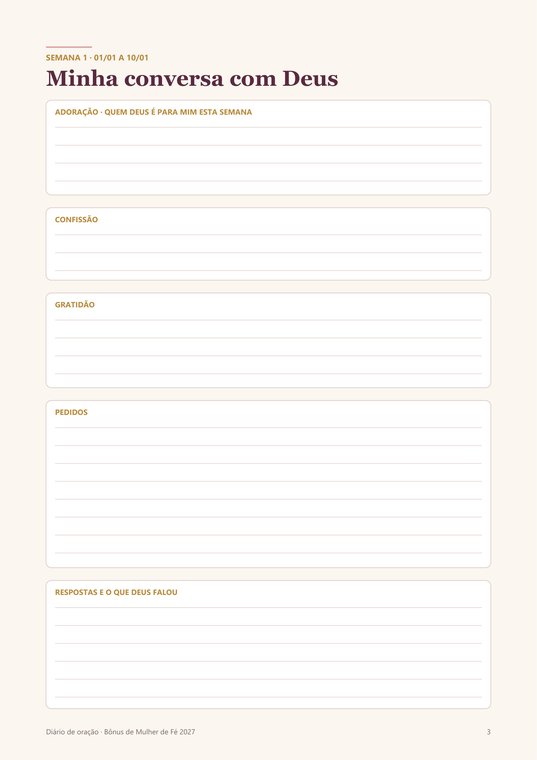 SEMANA 1 · 01/01 A 10/01
Minha conversa com Deus
ADORAÇÃO · QUEM DEUS É PARA MIM ESTA SEMANA
CONFISSÃO
GRATIDÃO
PEDIDOS
RESPOSTAS E O QUE DEUS FALOU
Diário de oração · Bônus de Mulher de Fé 2027
3